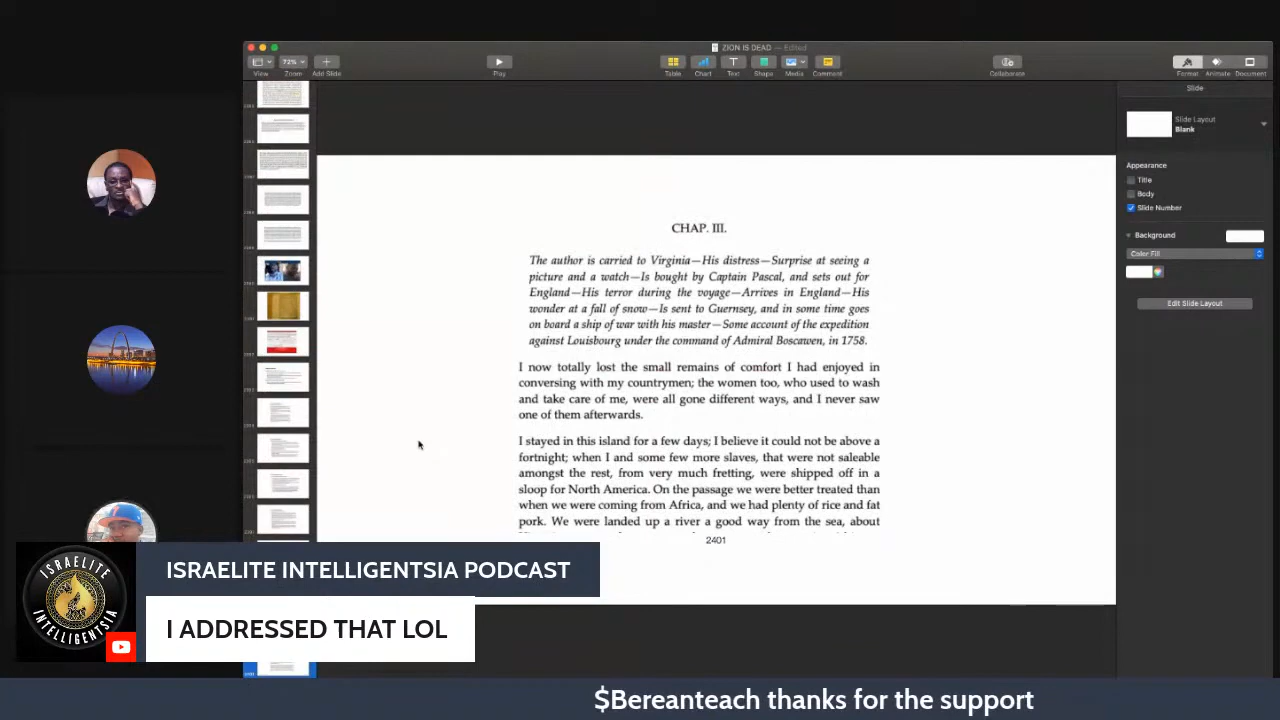 ZION IS DEAD — Edited
72%
View
Zoom
Add Slide
Play
Table
Chart
Text
Shape
Media
Comment
Collaborate
Format
Animate
Document
Slide
Slide Layout
Blank
Appearance
Title
Body
Slide Number
Background
Color Fill
Edit Slide Layout
CHAP. III.
The author is carried to Virginia—His distress—Surprise at seeing a
picture and a watch—Is bought by Captain Pascal, and sets out for
England—His terror during the voyage—Arrives in England—His
wonder at a fall of snow—Is sent to Guernsey, and in some time goes
on board a ship of war with his master—Some account of the expedition
against Louisbourg under the command of Admiral Boscawen, in 1758.
I now totally lost the small remains of comfort I had enjoyed in
conversing with my countrymen; the women too, who used to wash
and take care of me, were all gone different ways, and I never saw
one of them afterwards.
I stayed in this island for a few days; I believe it could not be above a
fortnight; when I and some few more slaves, that were not saleable
amongst the rest, from very much fretting, were shipped off in a
sloop for North America. On the passage we were better treated than
when we were coming from Africa, and we had plenty of rice and fat
pork. We were landed up a river a good way from the sea, about
2401
ISRAELITE
INTELLIGENTSIA
ISRAELITE INTELLIGENTSIA PODCAST
I ADDRESSED THAT LOL
$Bereanteach thanks for the support